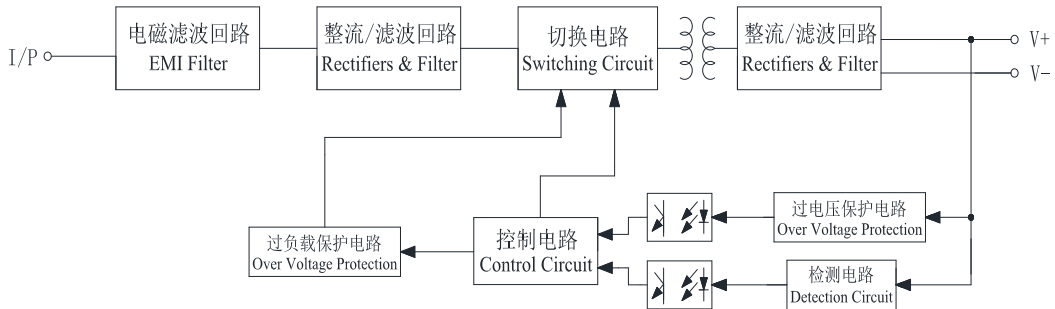 I/P
电磁滤波回路
EMI Filter
整流/滤波回路
Rectifiers & Filter
切换电路
Switching Circuit
整流/滤波回路
Rectifiers & Filter
V+
V-
过负载保护电路
Over Voltage Protection
控制电路
Control Circuit
过电压保护电路
Over Voltage Protection
检测电路
Detection Circuit